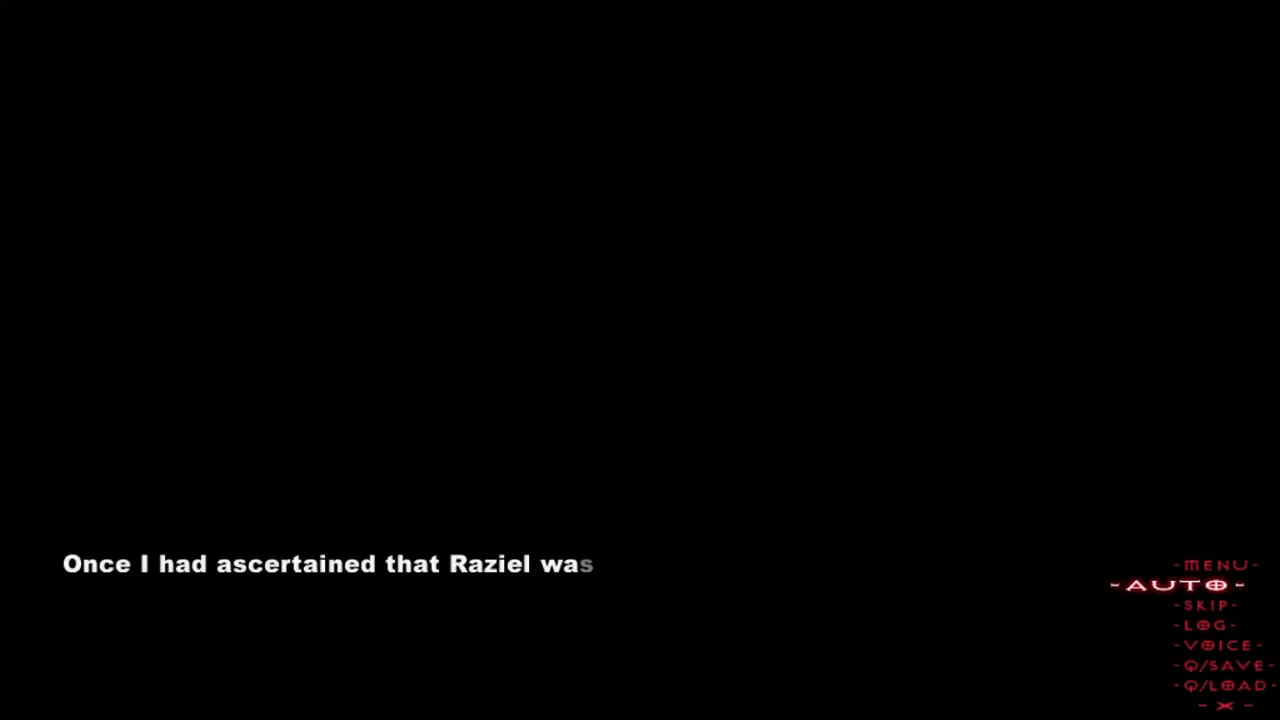 Once I had ascertained that Raziel was
-MENU-
-AUTO-
-SKIP-
-LOG-
-VOICE-
-Q/SAVE-
-Q/LOAD-
-X-